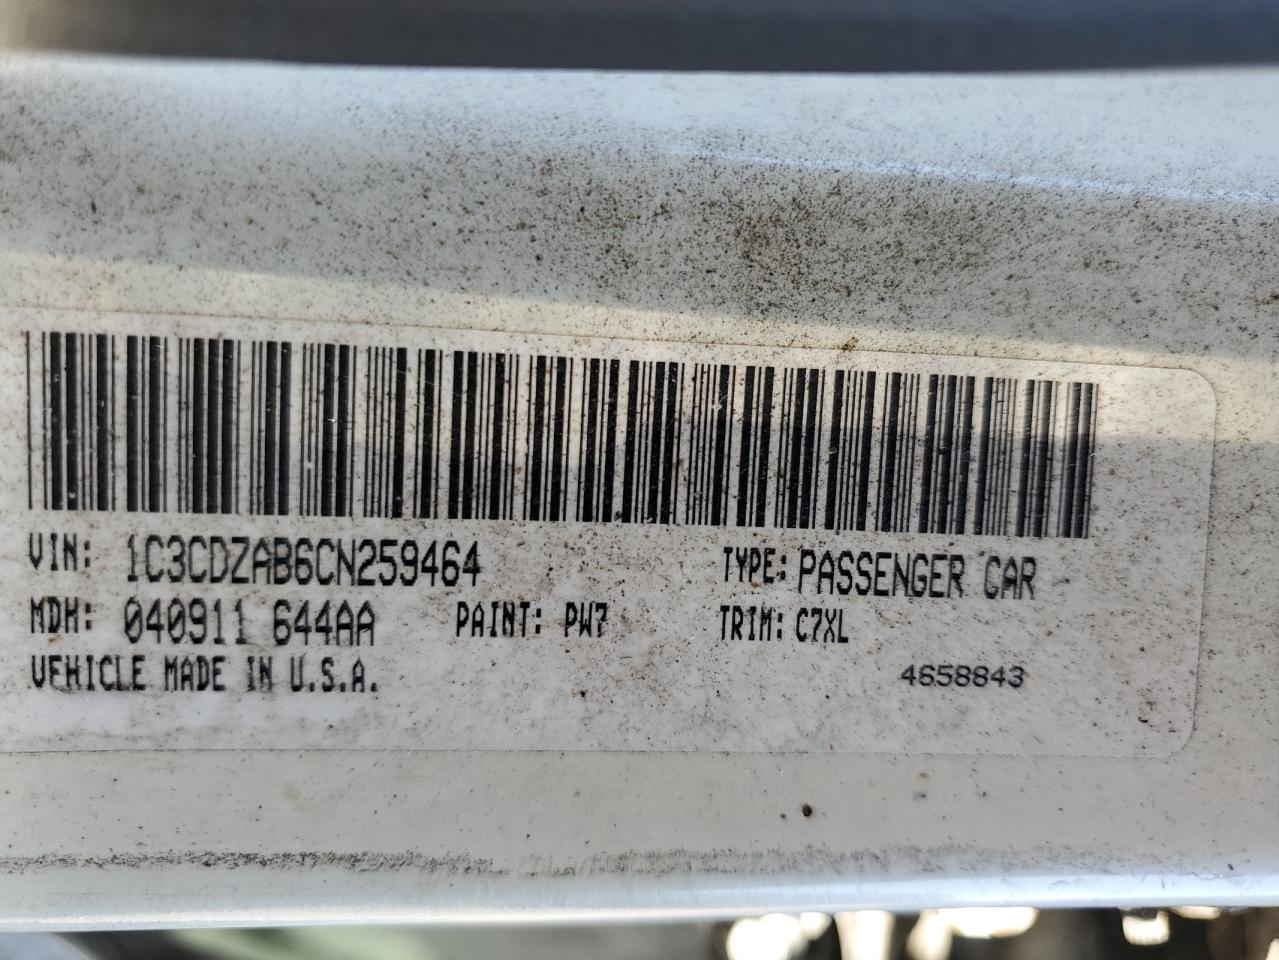 VIN: 1C3CDZAB6CN259464 TYPE: PASSENGER CAR
MDH: 040911 644AA PAINT: PW7 TRIM: C7XL
VEHICLE MADE IN U.S.A. 4658843